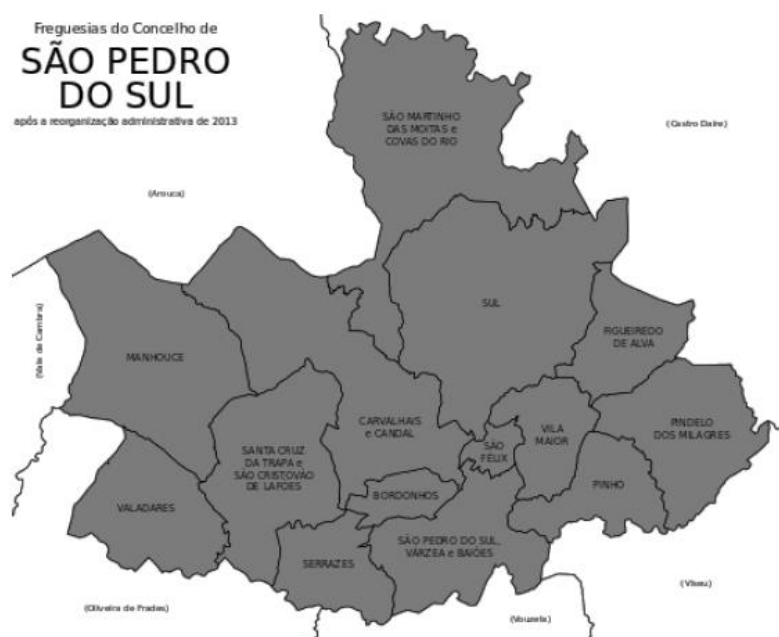 Freguesias do Concelho de
SÃO PEDRO
DO SUL
após a reorganização administrativa de 2013
(Castro Daire)
(Arouca)
(Vale de Cambra)
SÃO MARTINHO
DAS MOITAS e
COVAS DO RIO
SUL
FIGUEIREDO
DE ALVA
MANHOUCE
CARVALHAIS
e CANDAL
SÃO
FÉLIX
VILA
MAIOR
PINDELO
DOS MILAGRES
SANTA CRUZ
DA TRAPA e
SÃO CRISTOVÃO
DE LAFÕES
BORDONHOS
PINHO
VALADARES
SÃO PEDRO DO SUL,
VÁRZEA e BAIÕES
SERRAZES
(Viseu)
(Oliveira de Frades)
(Vouzela)